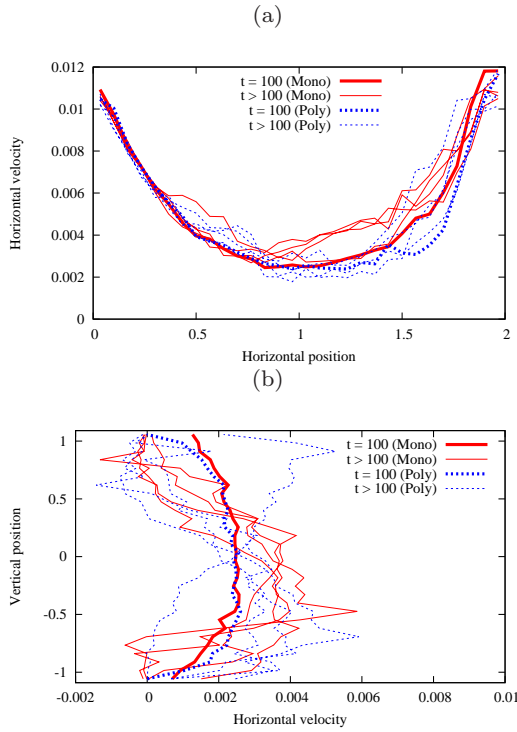 (a)
0.012
0.01
0.008
0.006
0.004
0.002
0
Horizontal velocity
t = 100 (Mono)
t > 100 (Mono)
t = 100 (Poly)
t > 100 (Poly)
0 0.5 1 1.5 2
Horizontal position
(b)
1
0.5
0
-0.5
-1
Vertical position
t = 100 (Mono)
t > 100 (Mono)
t = 100 (Poly)
t > 100 (Poly)
-0.002 0 0.002 0.004 0.006 0.008 0.01
Horizontal velocity